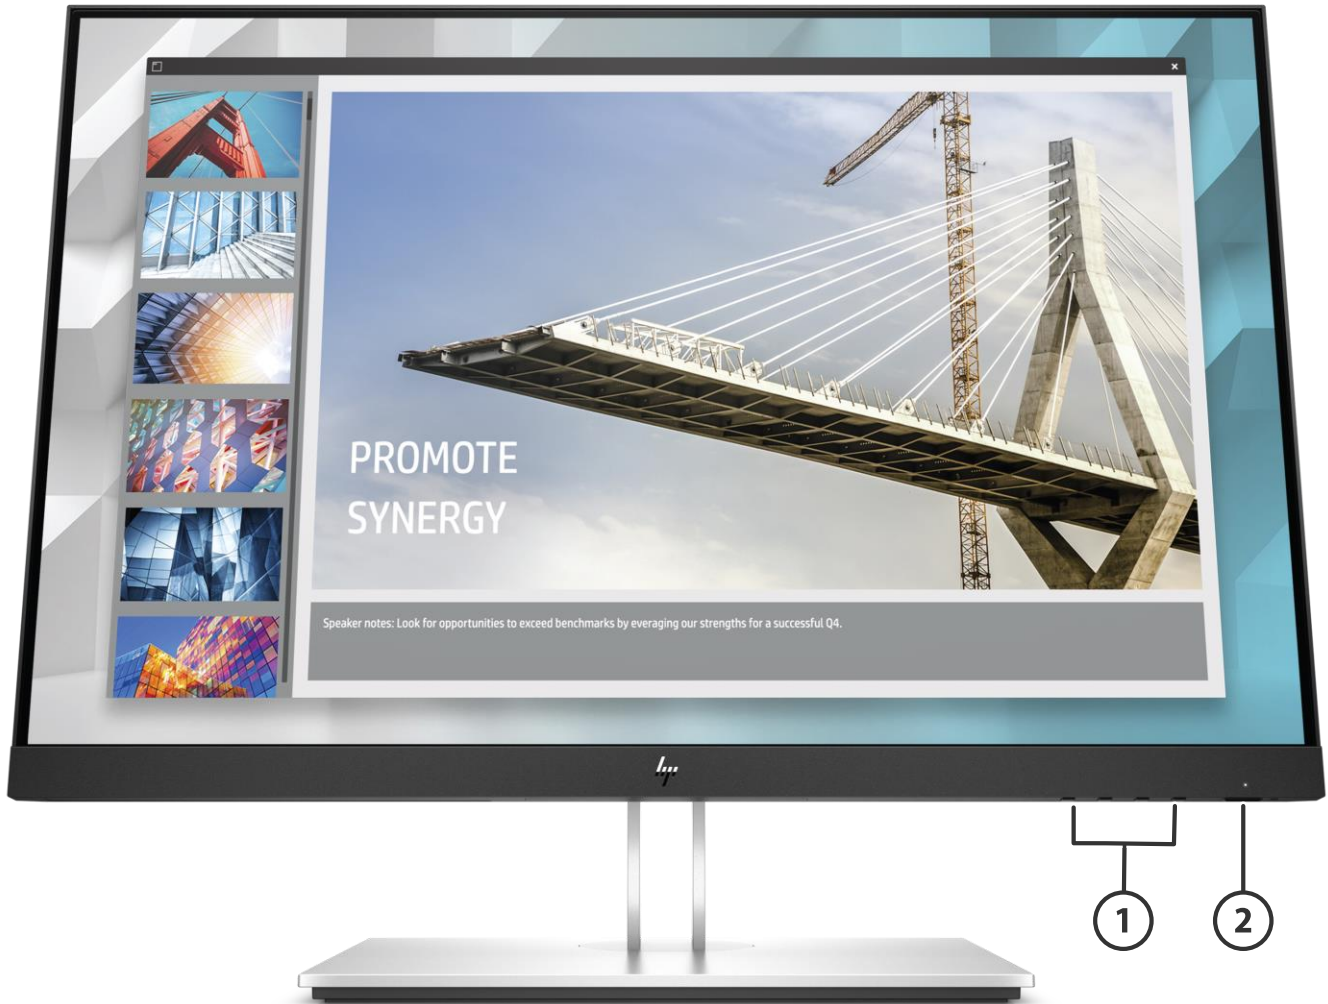 PROMOTE
SYNERGY
Speaker notes: Look for opportunities to exceed benchmarks by everaging our strengths for a successful Q4.
hp
1
2